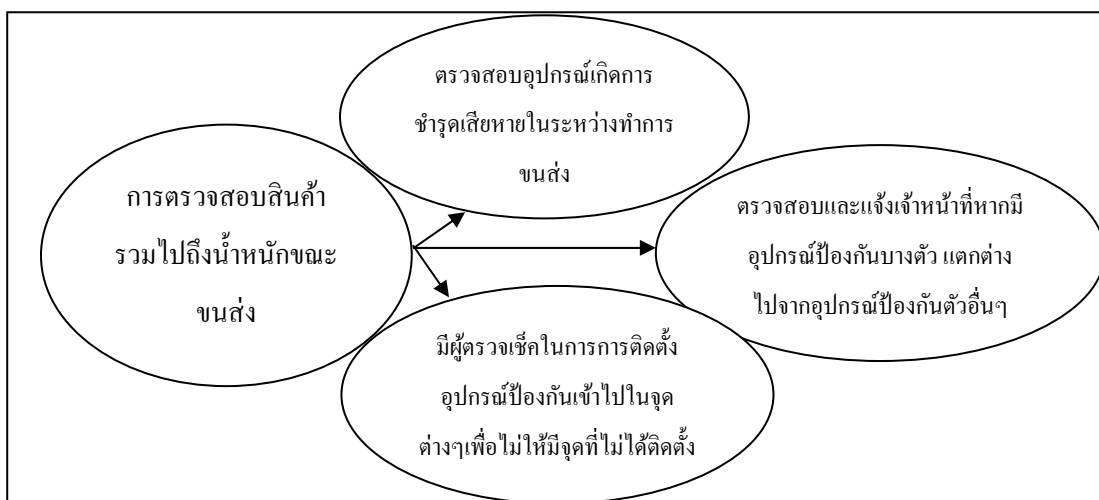 การตรวจสอบสินค้า
รวมไปถึงน้ำหนักขณะ
ขนส่ง
ตรวจสอบอุปกรณ์เกิดการ
ชำรุดเสียหายในระหว่างทำการ
ขนส่ง
ตรวจสอบและแจ้งเจ้าหน้าที่หากมี
อุปกรณ์ป้องกันบางตัว แตกต่าง
ไปจากอุปกรณ์ป้องกันตัวอื่นๆ
มีผู้ตรวจเช็คในการการติดตั้ง
อุปกรณ์ป้องกันเข้าไปในจุด
ต่างๆเพื่อไม่ให้มีจุดที่ไม่ได้ติดตั้ง